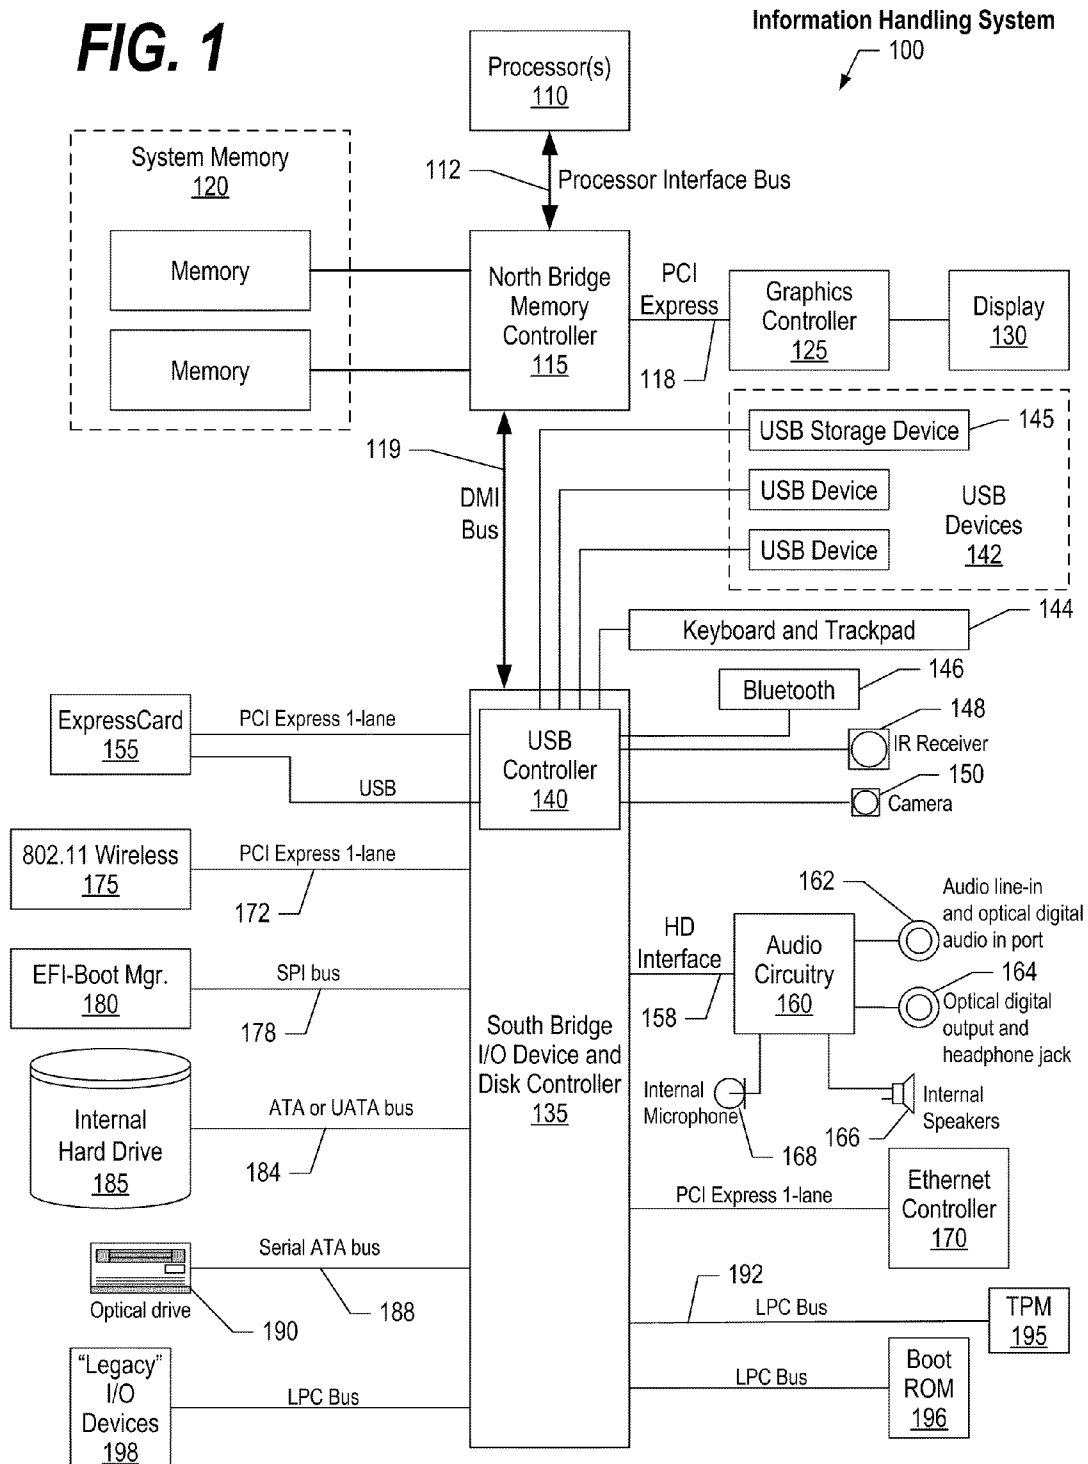 FIG. 1
Information Handling System
100
Processor(s)
110
System Memory
120
112
Processor Interface Bus
Memory
Memory
North Bridge
Memory
Controller
115
PCI
Express
118
Graphics
Controller
125
Display
130
119
DMI
Bus
USB Storage Device
145
USB Device
USB Device
USB
Devices
142
144
Keyboard and Trackpad
146
Bluetooth
148
IR Receiver
150
Camera
ExpressCard
155
PCI Express 1-lane
USB
USB
Controller
140
802.11 Wireless
175
PCI Express 1-lane
172
162
Audio line-in
and optical digital
audio in port
HD
Interface
158
Audio
Circuitry
160
164
Optical digital
output and
headphone jack
EFI-Boot Mgr.
180
SPI bus
178
South Bridge
I/O Device and
Disk Controller
135
Internal
Microphone
168
Internal
Speakers
166
Internal
Hard Drive
185
ATA or UATA bus
184
PCI Express 1-lane
Ethernet
Controller
170
Serial ATA bus
188
Optical drive
190
192
LPC Bus
TPM
195
"Legacy"
I/O
Devices
198
LPC Bus
LPC Bus
Boot
ROM
196